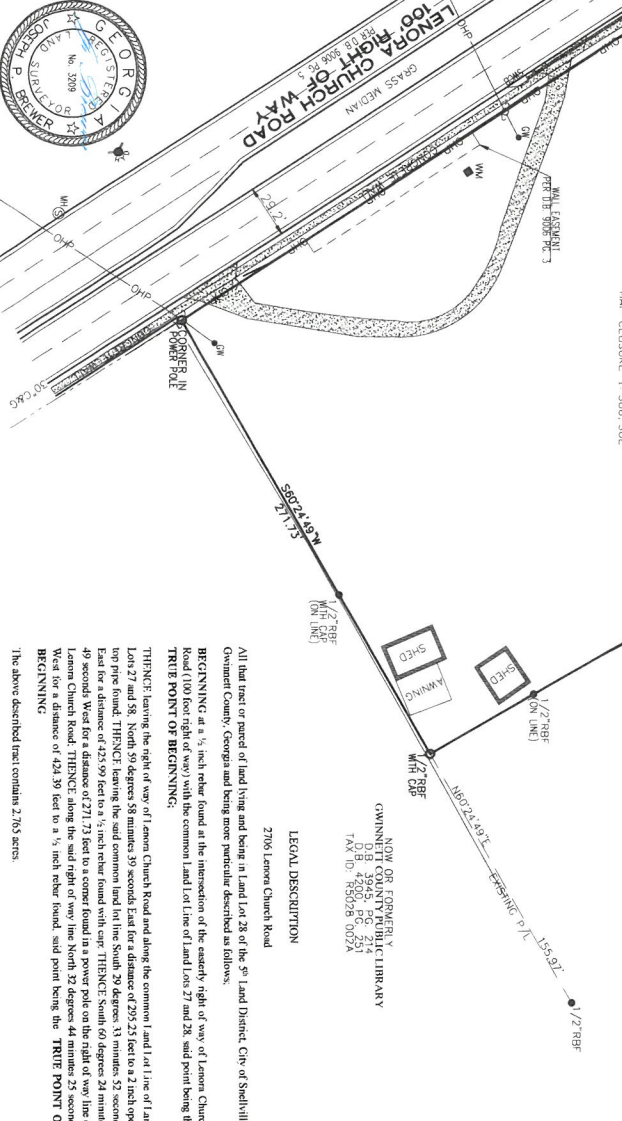 GEORGIA
REGISTERED
No. 3209
LAND SURVEYOR
JOSEPH P. BREWER
LENORA CHURCH ROAD
100' RIGHT OF WAY
PER D.B. 9006 PG. 5
GRASS MEDIAN
OHP
OHP
OHP
OHP
29.2'
MH
CONCRETE
30" C&G
WM
GW
GW
WALL EASEMENT
PER D.B. 9006 PG. 3
CORNER IN
POWER POLE
S60°24'49"W
271.73'
1/2"RBF
WITH CAP
(ON LINE)
SHED
AWNING
SHED
1/2"RBF
(ON LINE)
1/2"RBF
WITH CAP
N60°24'49"E
EXISTING P/L
155.97'
1/2"RBF
NOW OR FORMERLY
GWINNETT COUNTY PUBLIC LIBRARY
D.B. 3945, PG. 214
D.B. 4200, PG. 251
TAX ID: R5028 002A
LEGAL DESCRIPTION
2706 Lenora Church Road
All that tract or parcel of land lying and being in Land Lot 28 of the 5th Land District, City of Snellvill
Gwinnett County, Georgia and being more particular described as follows;
BEGINNING at a ½ inch rebar found at the intersection of the easterly right of way of Lenora Churc
Road (100 foot right of way) with the common Land Lot Line of Land Lots 27 and 28, said point being th
TRUE POINT OF BEGINNING;
THENCE leaving the right of way of Lenora Church Road and along the common Land Lot Line of Lan
Lots 27 and 58, North 59 degrees 58 minutes 39 seconds East for a distance of 295.25 feet to a 2 inch ope
top pipe found; THENCE leaving the said common land lot line South 29 degrees 33 minutes 52 secon
East for a distance of 425.99 feet to a ½ inch rebar found with cap; THENCE South 60 degrees 24 minut
49 seconds West for a distance of 271.73 feet to a corner found in a power pole on the right of way line
Lenora Church Road; THENCE along the said right of way line North 32 degrees 44 minutes 25 secon
West for a distance of 424.39 feet to a ½ inch rebar found, said point being the TRUE POINT O
BEGINNING
The above described tract contains 2.765 acres.